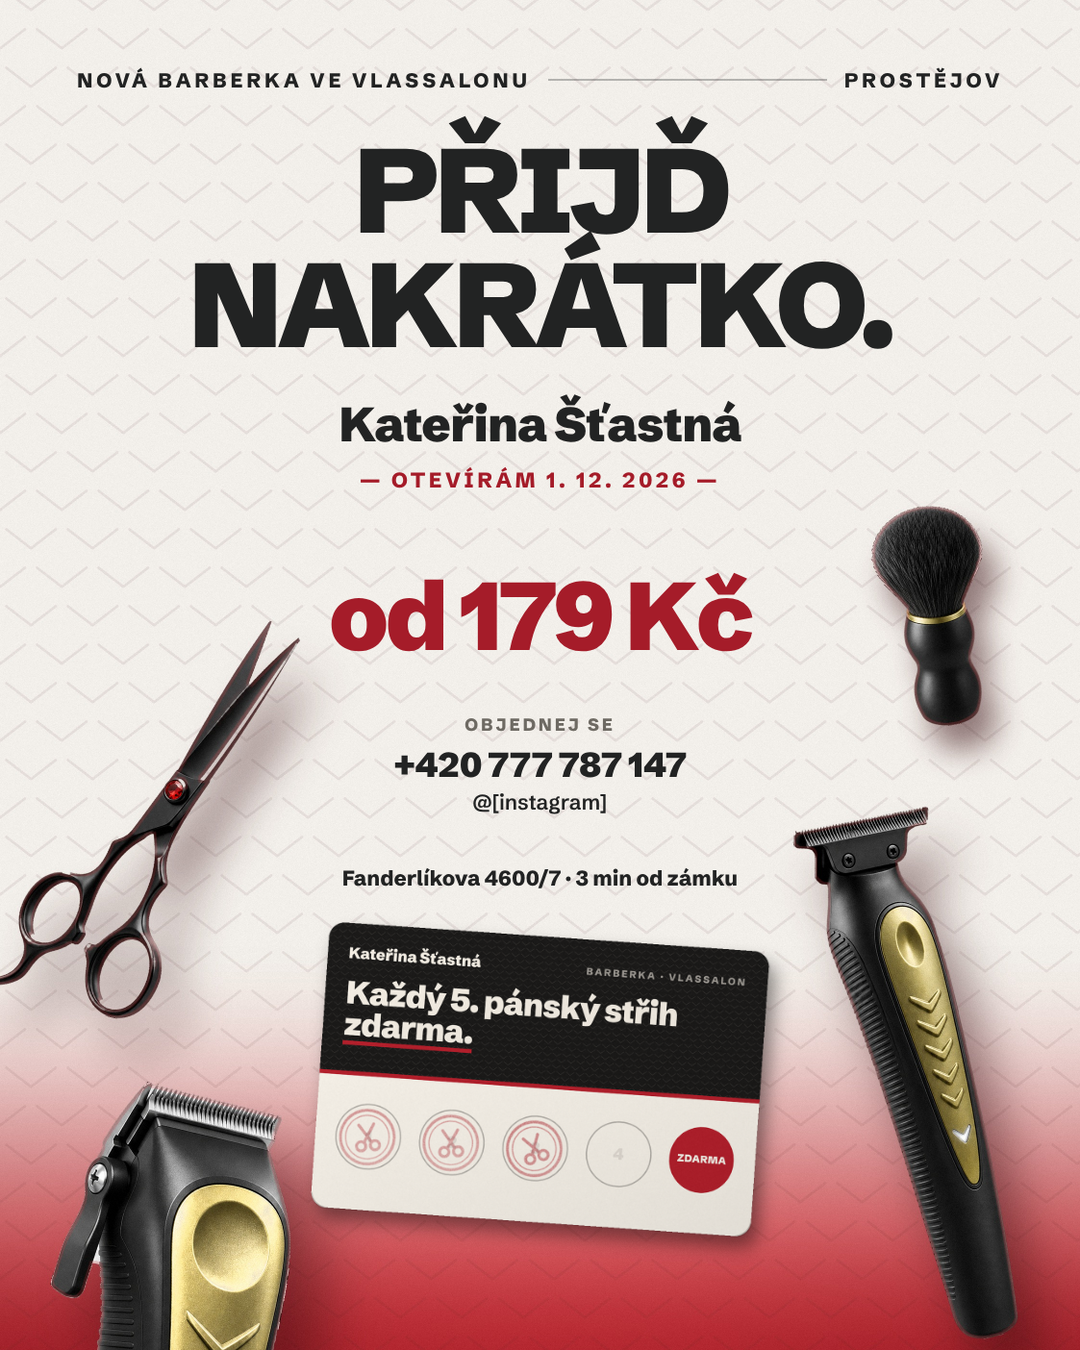 NOVÁ BARBERKA VE VLASSALONU PROSTĚJOV
PŘIJĎ
NAKRÁTKO.
Kateřina Šťastná
— OTEVÍRÁM 1. 12. 2026 —
od 179 Kč
OBJEDNEJ SE
+420 777 787 147
@[instagram]
Fanderlíkova 4600/7 · 3 min od zámku
Kateřina Šťastná
BARBERKA · VLASSALON
Každý 5. pánský střih
zdarma.
4 ZDARMA